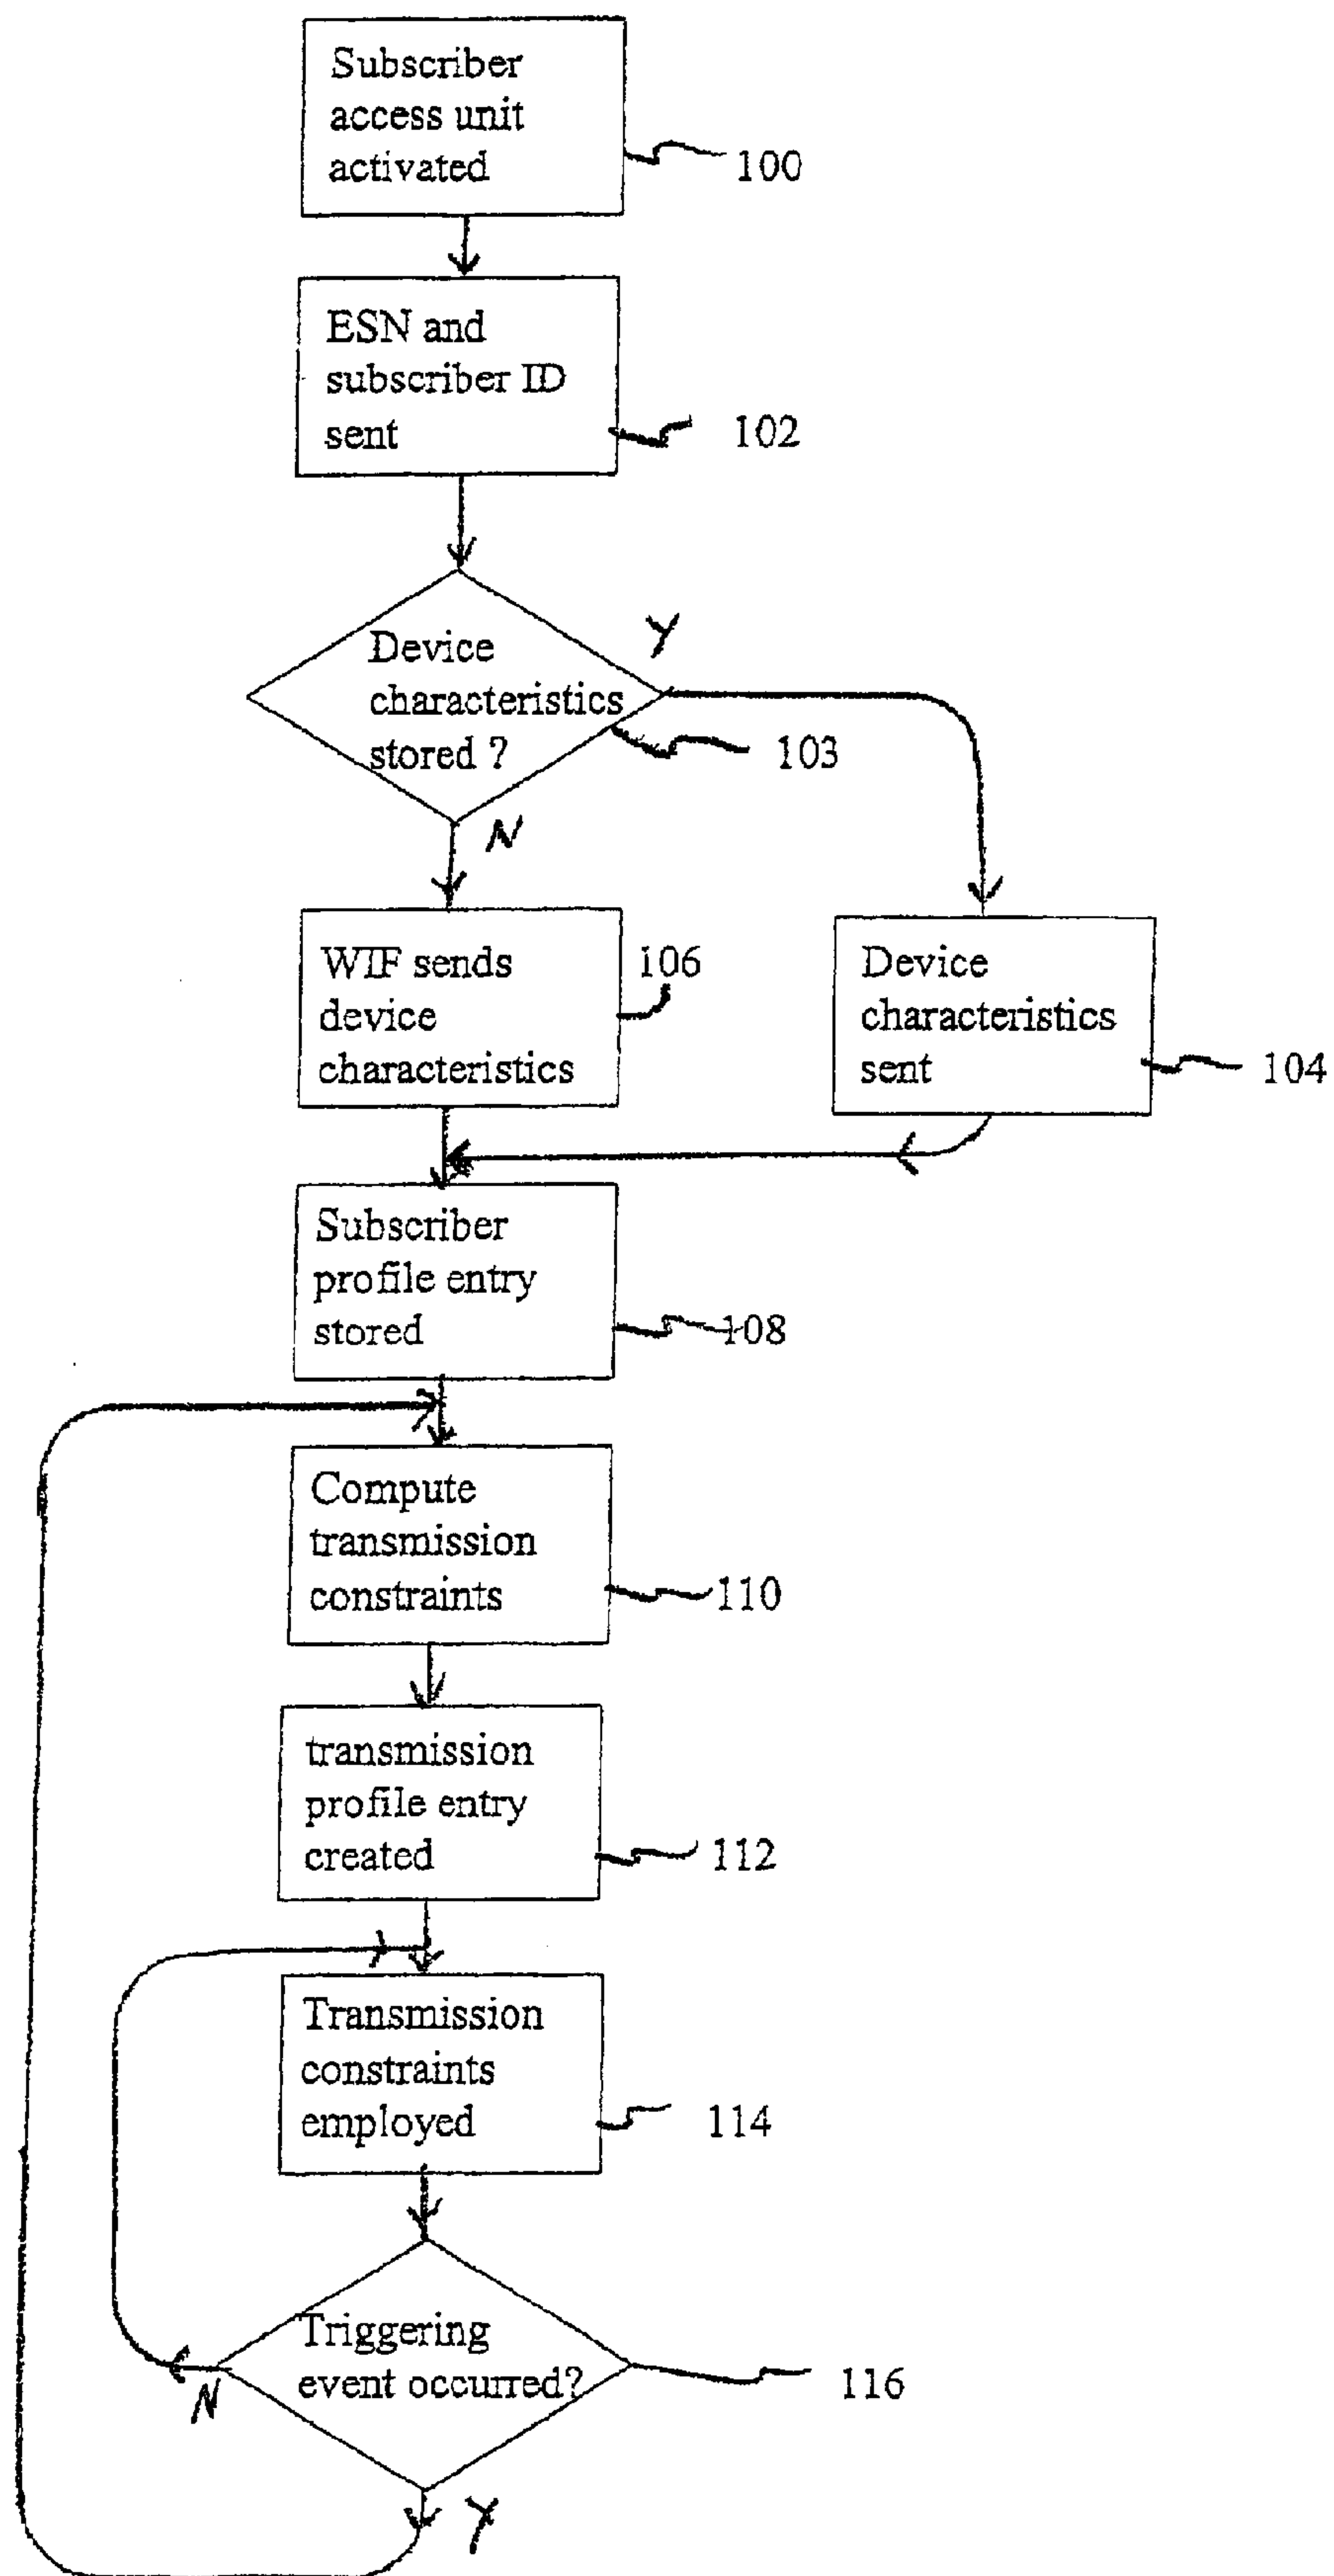 Subscriber
access unit
activated
100
ESN and
subscriber ID
sent
102
Device
characteristics
stored ?
Y
103
N
WIF sends
device
characteristics
106
Device
characteristics
sent
104
Subscriber
profile entry
stored
108
Compute
transmission
constraints
110
transmission
profile entry
created
112
Transmission
constraints
employed
114
Triggering
event occurred?
116
N
Y